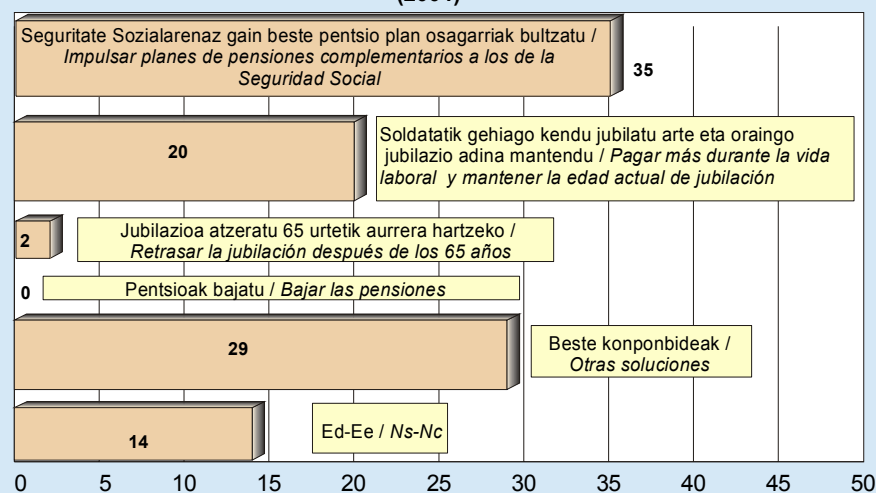 Seguritate Sozialarenaz gain beste pentsio plan osagarriak bultzatu /
Impulsar planes de pensiones complementarios a los de la
Seguridad Social
35
20
Soldatatik gehiago kendu jubilatu arte eta oraingo
jubilazio adina mantendu / Pagar más durante la vida
laboral y mantener la edad actual de jubilación
2
Jubilazioa atzeratu 65 urtetik aurrera hartzeko /
Retrasar la jubilación después de los 65 años
0
Pentsioak bajatu / Bajar las pensiones
29
Beste konponbideak /
Otras soluciones
14
Ed-Ee / Ns-Nc
0 5 10 15 20 25 30 35 40 45 50